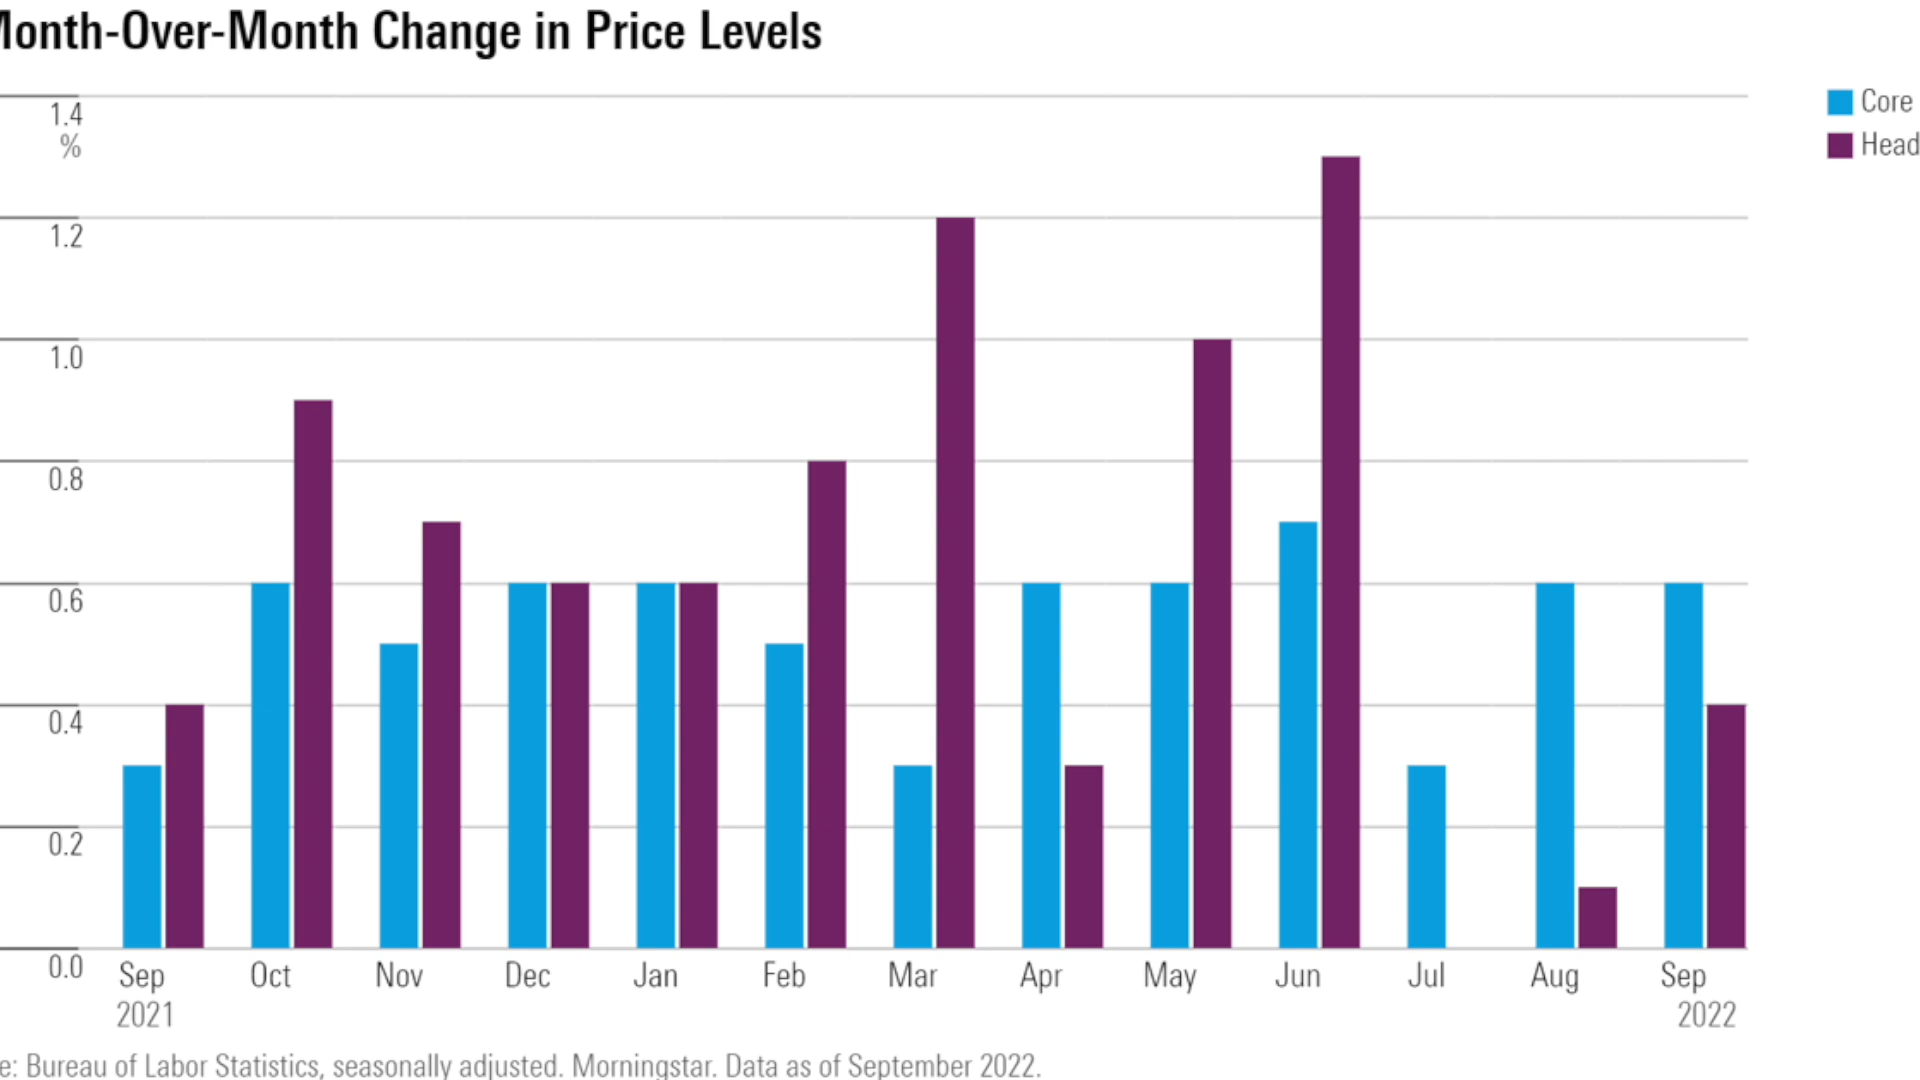 Month-Over-Month Change in Price Levels
Core
Head
1.4
%
1.2
1.0
0.8
0.6
0.4
0.2
0.0
Sep Oct Nov Dec Jan Feb Mar Apr May Jun Jul Aug Sep
2021 2022
e: Bureau of Labor Statistics, seasonally adjusted. Morningstar. Data as of September 2022.